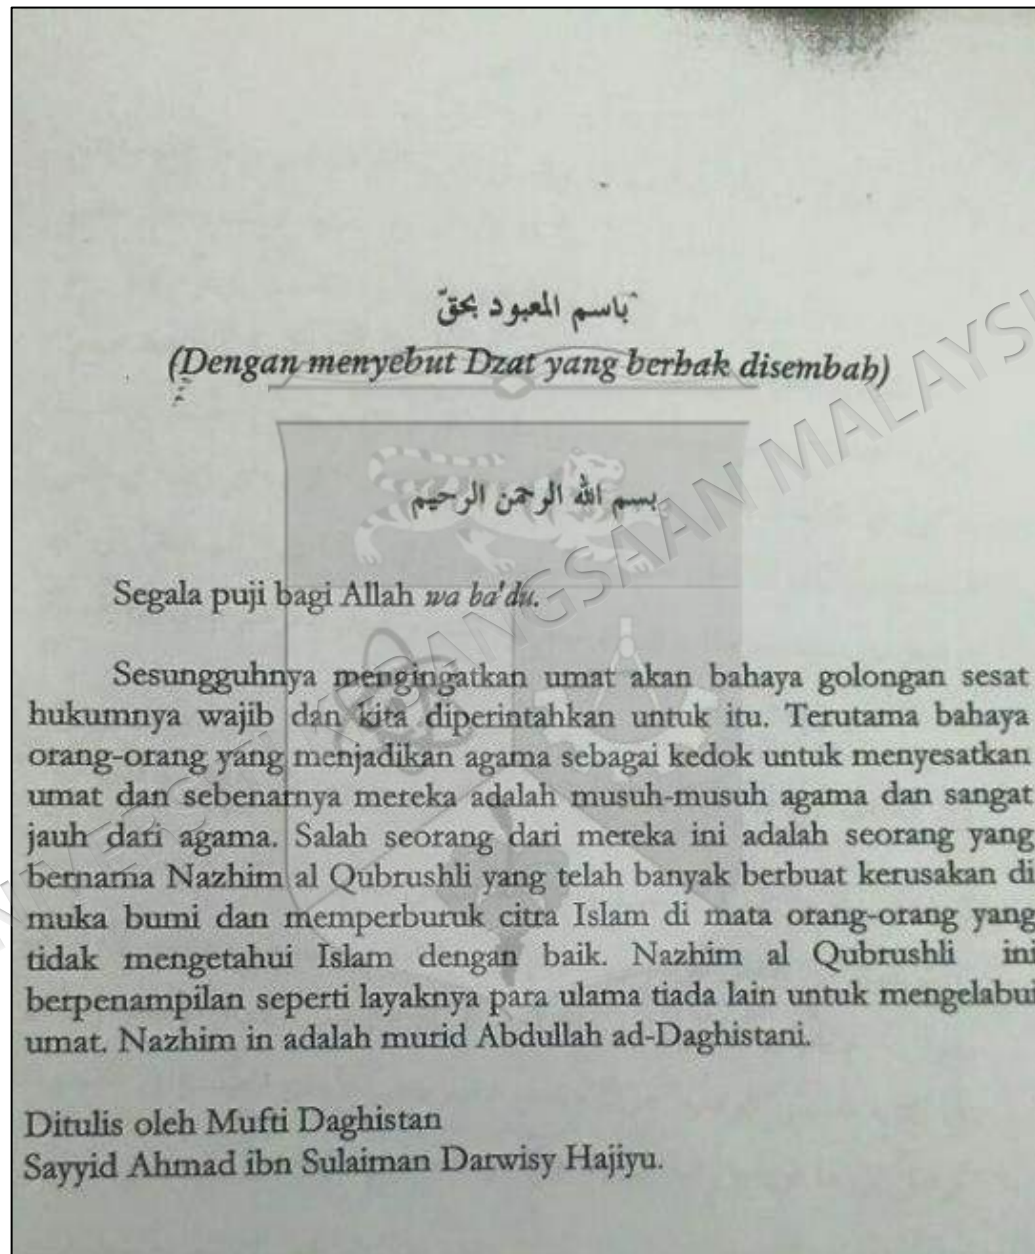 باسم المعبود بحقّ
(Dengan menyebut Dzat yang berhak disembah)
بسم الله الرحمن الرحيم
Segala puji bagi Allah wa ba'du.
Sesungguhnya mengingatkan umat akan bahaya golongan sesat
hukumnya wajib dan kita diperintahkan untuk itu. Terutama bahaya
orang-orang yang menjadikan agama sebagai kedok untuk menyesatkan
umat dan sebenarnya mereka adalah musuh-musuh agama dan sangat
jauh dari agama. Salah seorang dari mereka ini adalah seorang yang
bernama Nazhim al Qubrushli yang telah banyak berbuat kerusakan di
muka bumi dan memperburuk citra Islam di mata orang-orang yang
tidak mengetahui Islam dengan baik. Nazhim al Qubrushli ini
berpenampilan seperti layaknya para ulama tiada lain untuk mengelabui
umat. Nazhim in adalah murid Abdullah ad-Daghistani.
Ditulis oleh Mufti Daghistan
Sayyid Ahmad ibn Sulaiman Darwisy Hajiyu.
BANGSAAN MALAYSI